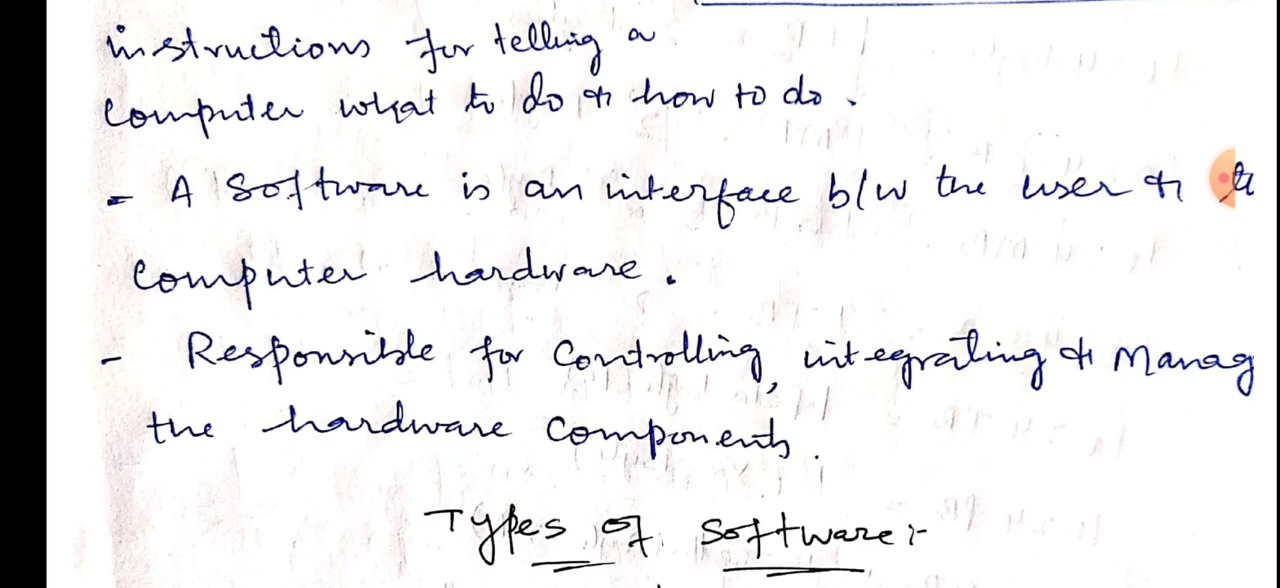 instructions for telling a
computer what to do & how to do .
- A Software is an interface b/w the user &
computer hardware .
- Responsible for Controlling, integrating & Manag
the hardware components.
Types of Software :-